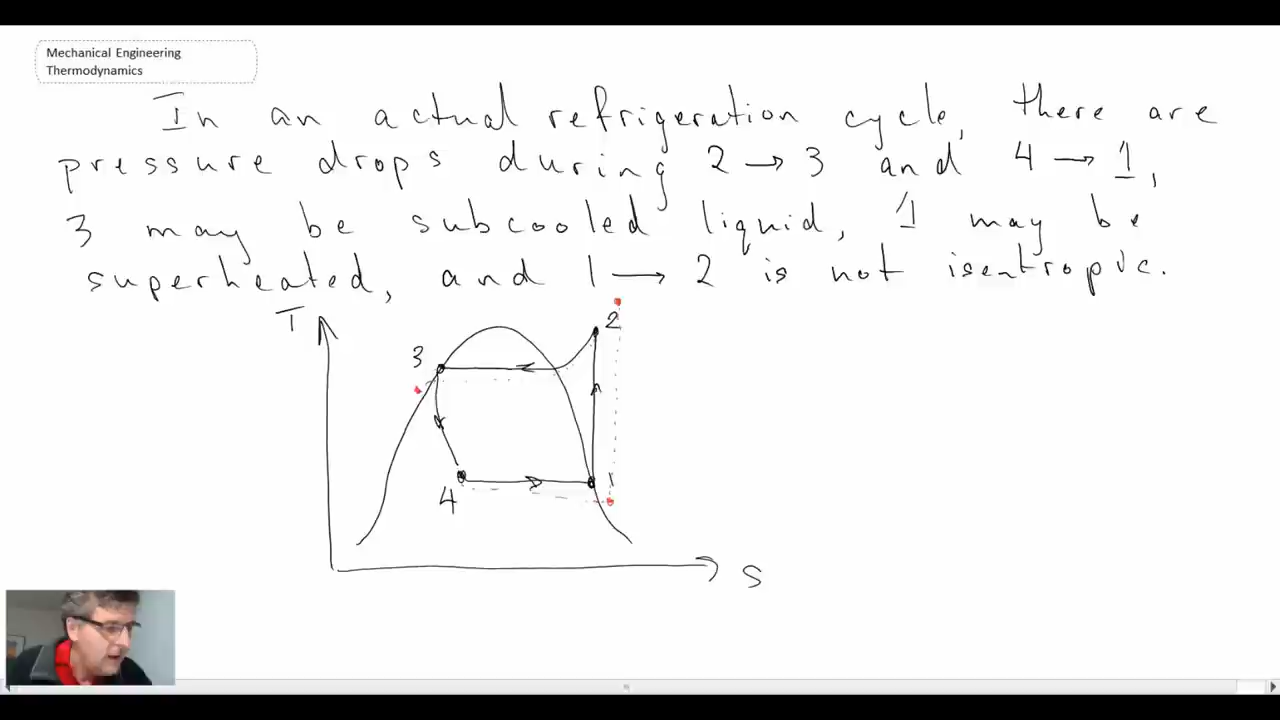 Mechanical Engineering
Thermodynamics
In an actual refrigeration cycle, there are
pressure drops during 2 → 3 and 4 → 1,
3 may be subcooled liquid, 1 may be
superheated, and 1 → 2 is not isentropic.
T
2
3
1
4
s